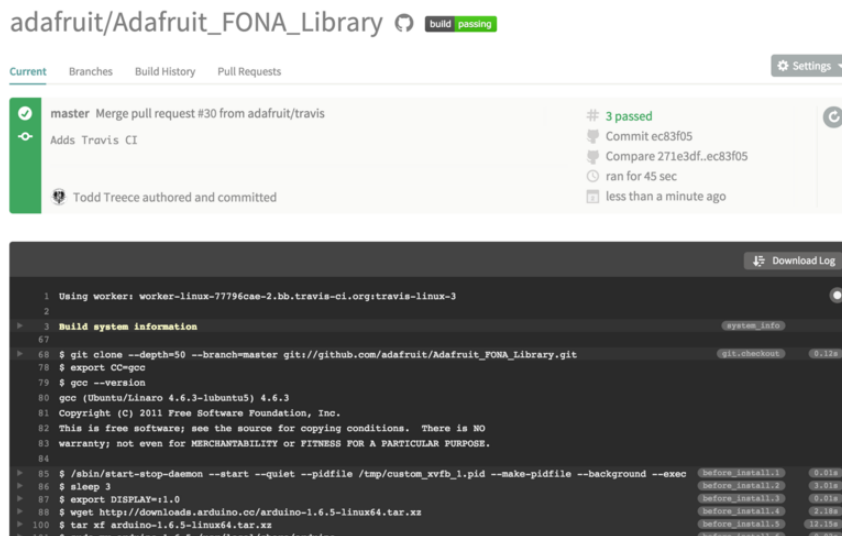 adafruit/Adafruit_FONA_Library build passing
Current Branches Build History Pull Requests Settings
master Merge pull request #30 from adafruit/travis
Adds Travis CI
Todd Treece authored and committed
3 passed
Commit ec83f05
Compare 271e3df..ec83f05
ran for 45 sec
less than a minute ago
Download Log
1 Using worker: worker-linux-77796cae-2.bb.travis-ci.org:travis-linux-3
2
3 Build system information system_info
67
68 $ git clone --depth=50 --branch=master git://github.com/adafruit/Adafruit_FONA_Library.git git.checkout 0.12s
78 $ export CC=gcc
79 $ gcc --version
80 gcc (Ubuntu/Linaro 4.6.3-1ubuntu5) 4.6.3
81 Copyright (C) 2011 Free Software Foundation, Inc.
82 This is free software; see the source for copying conditions.  There is NO
83 warranty; not even for MERCHANTABILITY or FITNESS FOR A PARTICULAR PURPOSE.
84
85 $ /sbin/start-stop-daemon --start --quiet --pidfile /tmp/custom_xvfb_1.pid --make-pidfile --background --exec before_install.1 0.01s
86 $ sleep 3 before_install.2 3.01s
87 $ export DISPLAY=:1.0 before_install.3 0.01s
88 $ wget http://downloads.arduino.cc/arduino-1.6.5-linux64.tar.xz before_install.4 2.18s
100 $ tar xf arduino-1.6.5-linux64.tar.xz before_install.5 12.15s